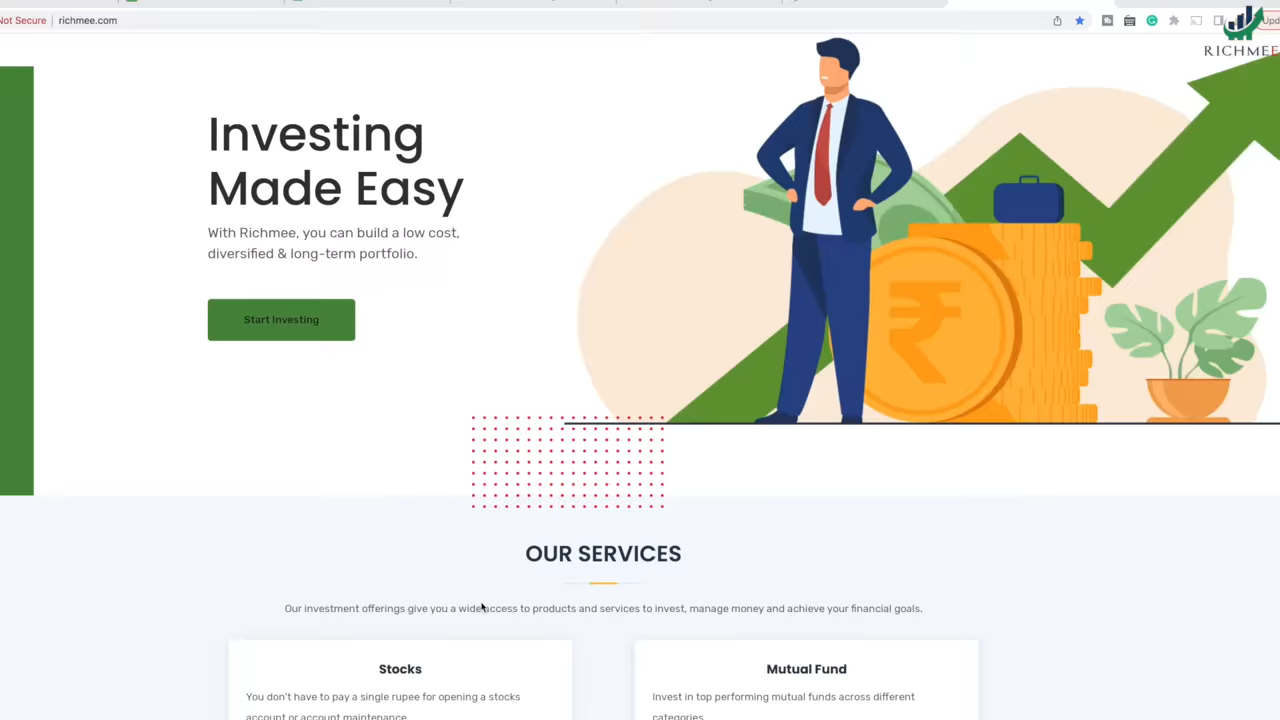 Not Secure
richmee.com
RICHMEE
Investing
Made Easy
With Richmee, you can build a low cost,
diversified & long-term portfolio.
Start Investing
₹
OUR SERVICES
Our investment offerings give you a wide access to products and services to invest, manage money and achieve your financial goals.
Stocks
You don't have to pay a single rupee for opening a stocks
account or account maintenance
Mutual Fund
Invest in top performing mutual funds across different
categories